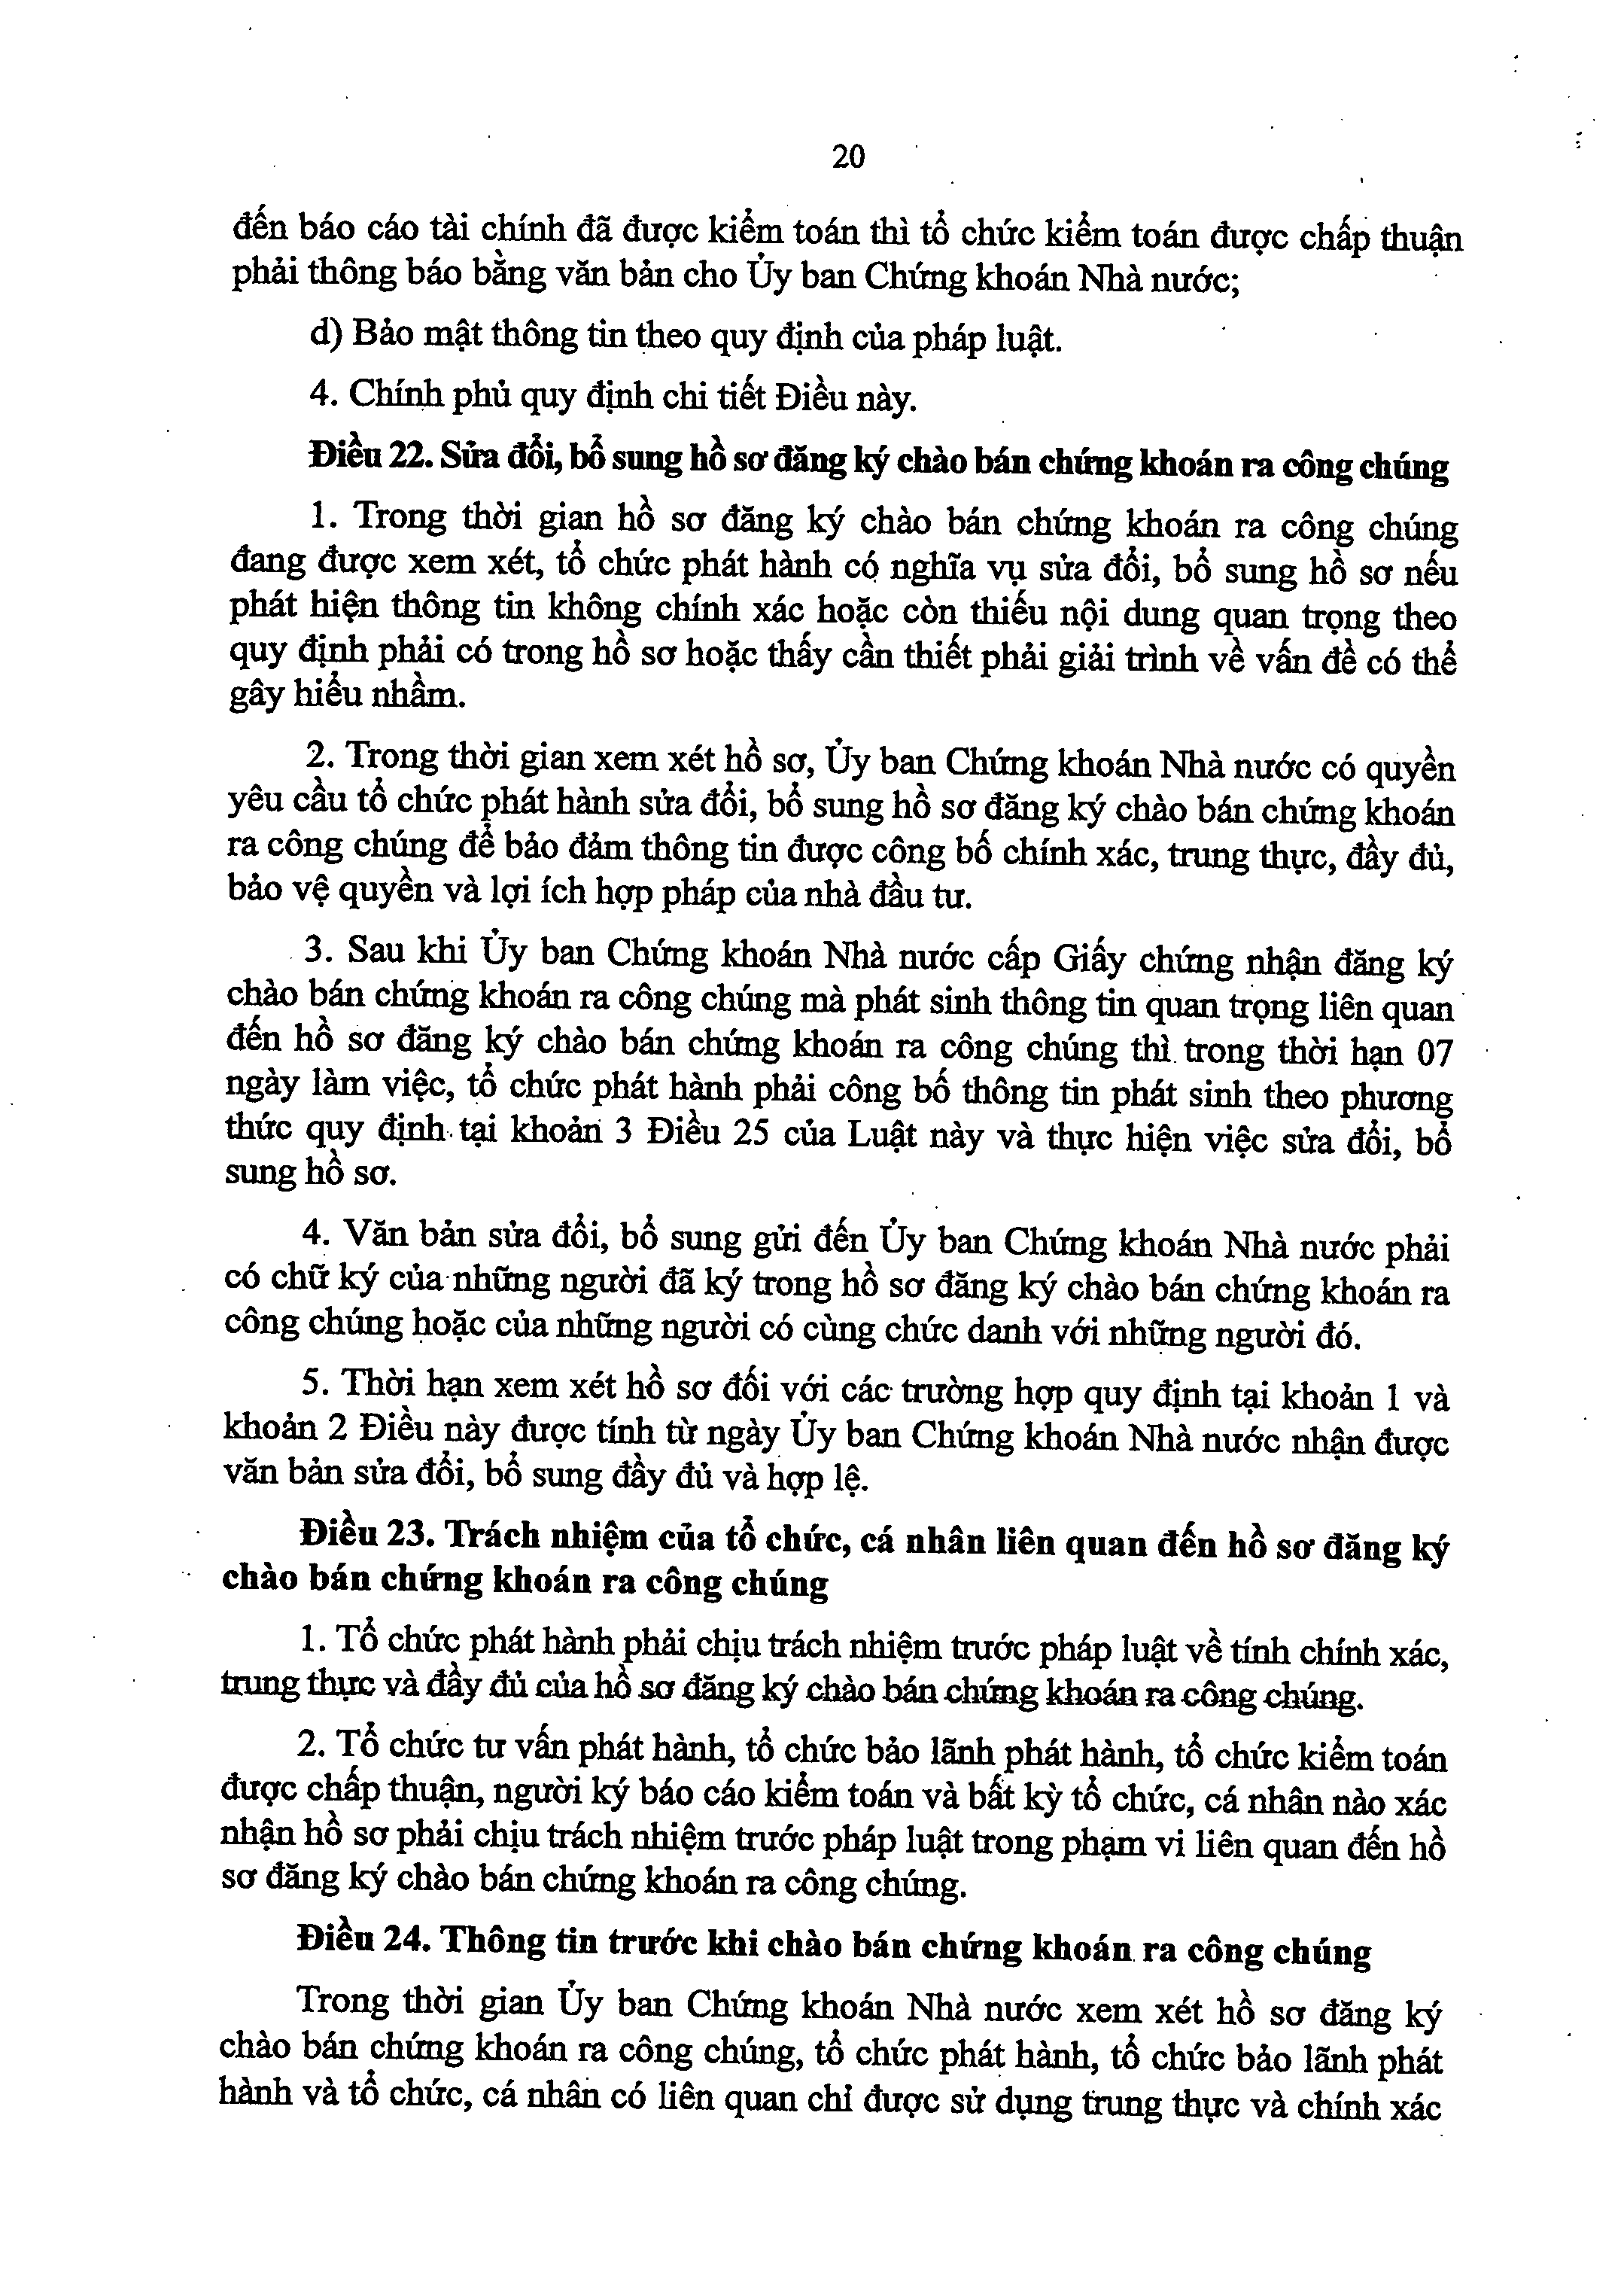 20
đến báo cáo tài chính đã được kiểm toán thì tổ chức kiểm toán được chấp thuận
phải thông báo bằng văn bản cho Ủy ban Chứng khoán Nhà nước;
d) Bảo mật thông tin theo quy định của pháp luật.
4. Chính phủ quy định chi tiết Điều này.
Điều 22. Sửa đổi, bổ sung hồ sơ đăng ký chào bán chứng khoán ra công chúng
1. Trong thời gian hồ sơ đăng ký chào bán chứng khoán ra công chúng
đang được xem xét, tổ chức phát hành có nghĩa vụ sửa đổi, bổ sung hồ sơ nếu
phát hiện thông tin không chính xác hoặc còn thiếu nội dung quan trọng theo
quy định phải có trong hồ sơ hoặc thấy cần thiết phải giải trình về vấn đề có thể
gây hiểu nhầm.
2. Trong thời gian xem xét hồ sơ, Ủy ban Chứng khoán Nhà nước có quyền
yêu cầu tổ chức phát hành sửa đổi, bổ sung hồ sơ đăng ký chào bán chứng khoán
ra công chúng để bảo đảm thông tin được công bố chính xác, trung thực, đầy đủ,
bảo vệ quyền và lợi ích hợp pháp của nhà đầu tư.
3. Sau khi Ủy ban Chứng khoán Nhà nước cấp Giấy chứng nhận đăng ký
chào bán chứng khoán ra công chúng mà phát sinh thông tin quan trọng liên quan
đến hồ sơ đăng ký chào bán chứng khoán ra công chúng thì trong thời hạn 07
ngày làm việc, tổ chức phát hành phải công bố thông tin phát sinh theo phương
thức quy định tại khoản 3 Điều 25 của Luật này và thực hiện việc sửa đổi, bổ
sung hồ sơ.
4. Văn bản sửa đổi, bổ sung gửi đến Ủy ban Chứng khoán Nhà nước phải
có chữ ký của những người đã ký trong hồ sơ đăng ký chào bán chứng khoán ra
công chúng hoặc của những người có cùng chức danh với những người đó.
5. Thời hạn xem xét hồ sơ đối với các trường hợp quy định tại khoản 1 và
khoản 2 Điều này được tính từ ngày Ủy ban Chứng khoán Nhà nước nhận được
văn bản sửa đổi, bổ sung đầy đủ và hợp lệ.
Điều 23. Trách nhiệm của tổ chức, cá nhân liên quan đến hồ sơ đăng ký
chào bán chứng khoán ra công chúng
1. Tổ chức phát hành phải chịu trách nhiệm trước pháp luật về tính chính xác,
trung thực và đầy đủ của hồ sơ đăng ký chào bán chứng khoán ra công chúng.
2. Tổ chức tư vấn phát hành, tổ chức bảo lãnh phát hành, tổ chức kiểm toán
được chấp thuận, người ký báo cáo kiểm toán và bất kỳ tổ chức, cá nhân nào xác
nhận hồ sơ phải chịu trách nhiệm trước pháp luật trong phạm vi liên quan đến hồ
sơ đăng ký chào bán chứng khoán ra công chúng.
Điều 24. Thông tin trước khi chào bán chứng khoán ra công chúng
Trong thời gian Ủy ban Chứng khoán Nhà nước xem xét hồ sơ đăng ký
chào bán chứng khoán ra công chúng, tổ chức phát hành, tổ chức bảo lãnh phát
hành và tổ chức, cá nhân có liên quan chỉ được sử dụng trung thực và chính xác